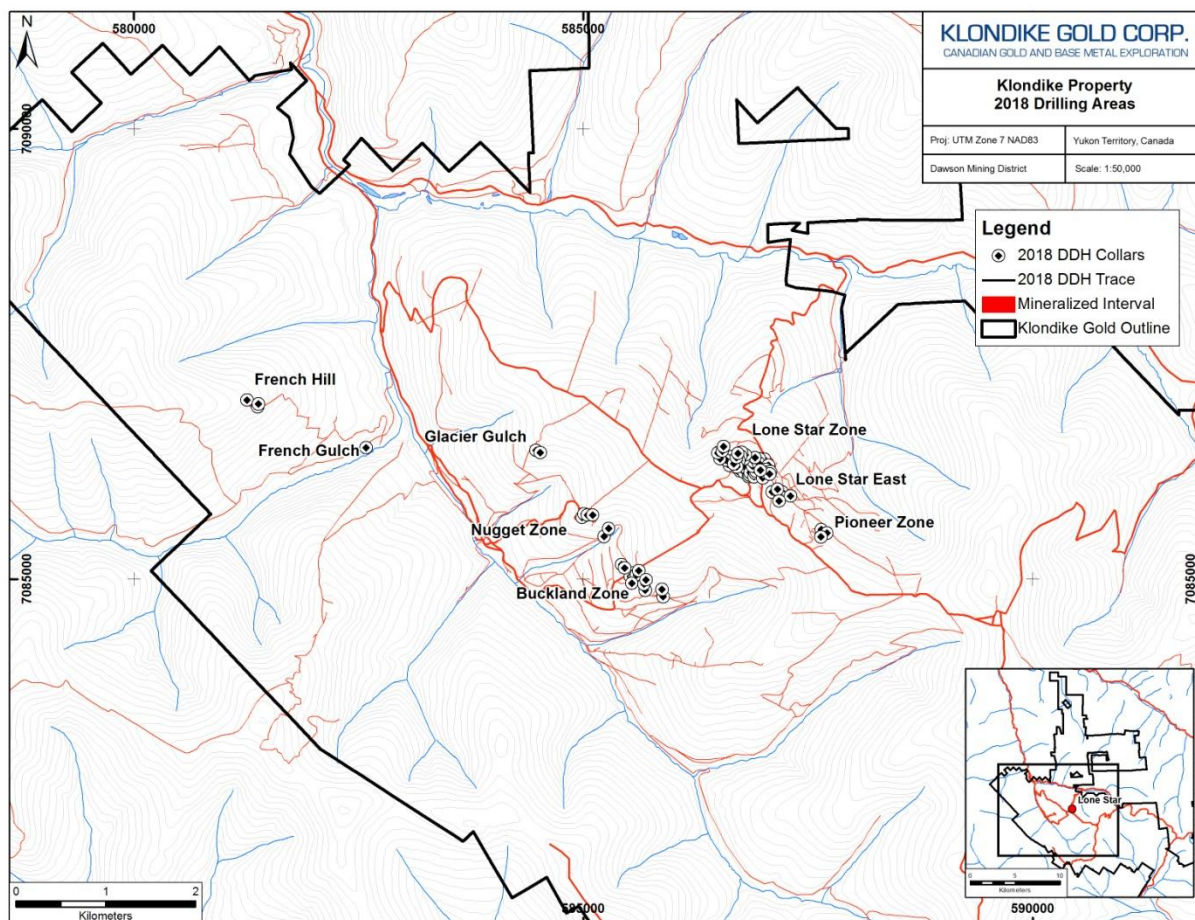 580000
585000
N
7090000
KLONDIKE GOLD CORP.
CANADIAN GOLD AND BASE METAL EXPLORATION
Klondike Property
2018 Drilling Areas
Proj: UTM Zone 7 NAD83
Yukon Territory, Canada
Dawson Mining District
Scale: 1:50,000
Legend
2018 DDH Collars
2018 DDH Trace
Mineralized Interval
Klondike Gold Outline
French Hill
French Gulch
Glacier Gulch
Lone Star Zone
Lone Star East
Nugget Zone
Pioneer Zone
Buckland Zone
7085000
7085000
Lone Star
0 5 10
Kilometers
0 1 2
Kilometers
585000
590000